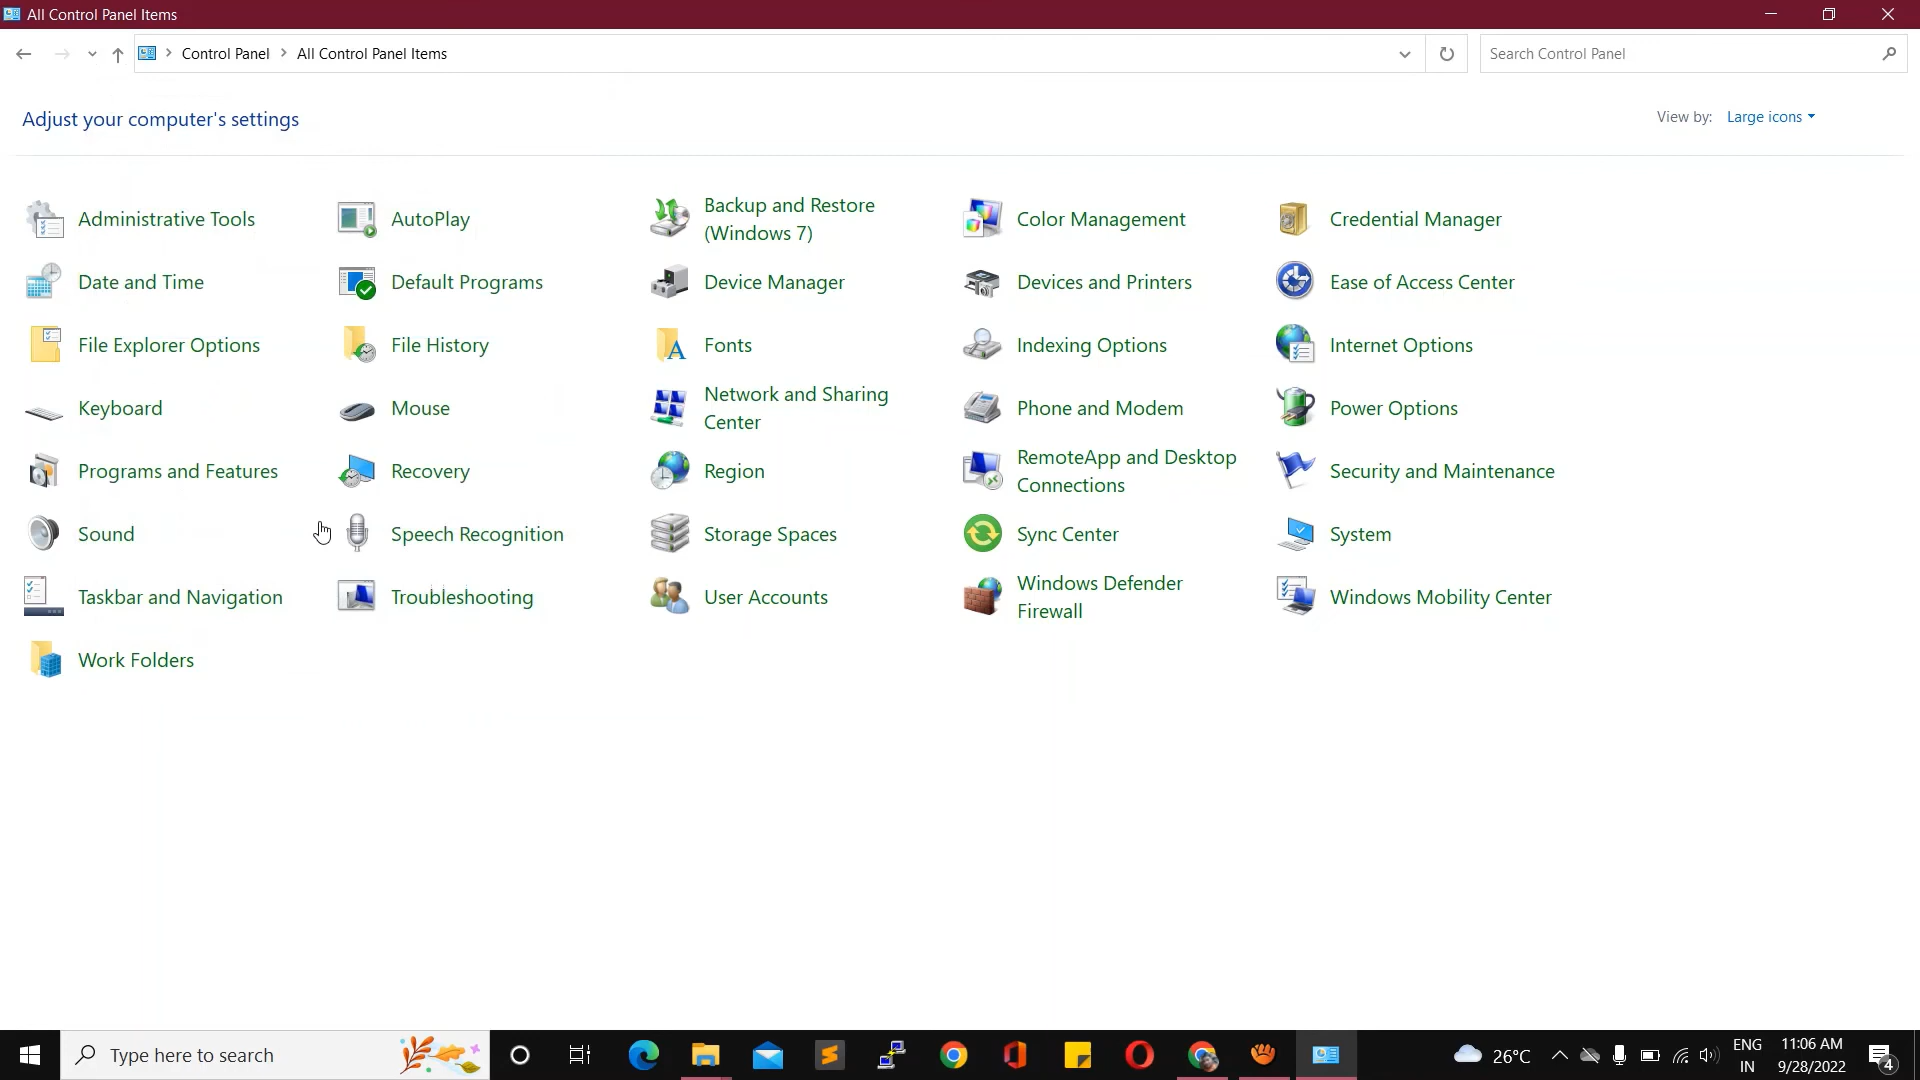 All Control Panel Items
Control Panel
All Control Panel Items
Search Control Panel
Adjust your computer's settings
View by:
Large icons
Administrative Tools
AutoPlay
Backup and Restore
(Windows 7)
Color Management
Credential Manager
Date and Time
Default Programs
Device Manager
Devices and Printers
Ease of Access Center
File Explorer Options
File History
Fonts
Indexing Options
Internet Options
Keyboard
Mouse
Network and Sharing
Center
Phone and Modem
Power Options
Programs and Features
Recovery
Region
RemoteApp and Desktop
Connections
Security and Maintenance
Sound
Speech Recognition
Storage Spaces
Sync Center
System
Taskbar and Navigation
Troubleshooting
User Accounts
Windows Defender
Firewall
Windows Mobility Center
Work Folders
Type here to search
26°C
ENG
IN
11:06 AM
9/28/2022
4